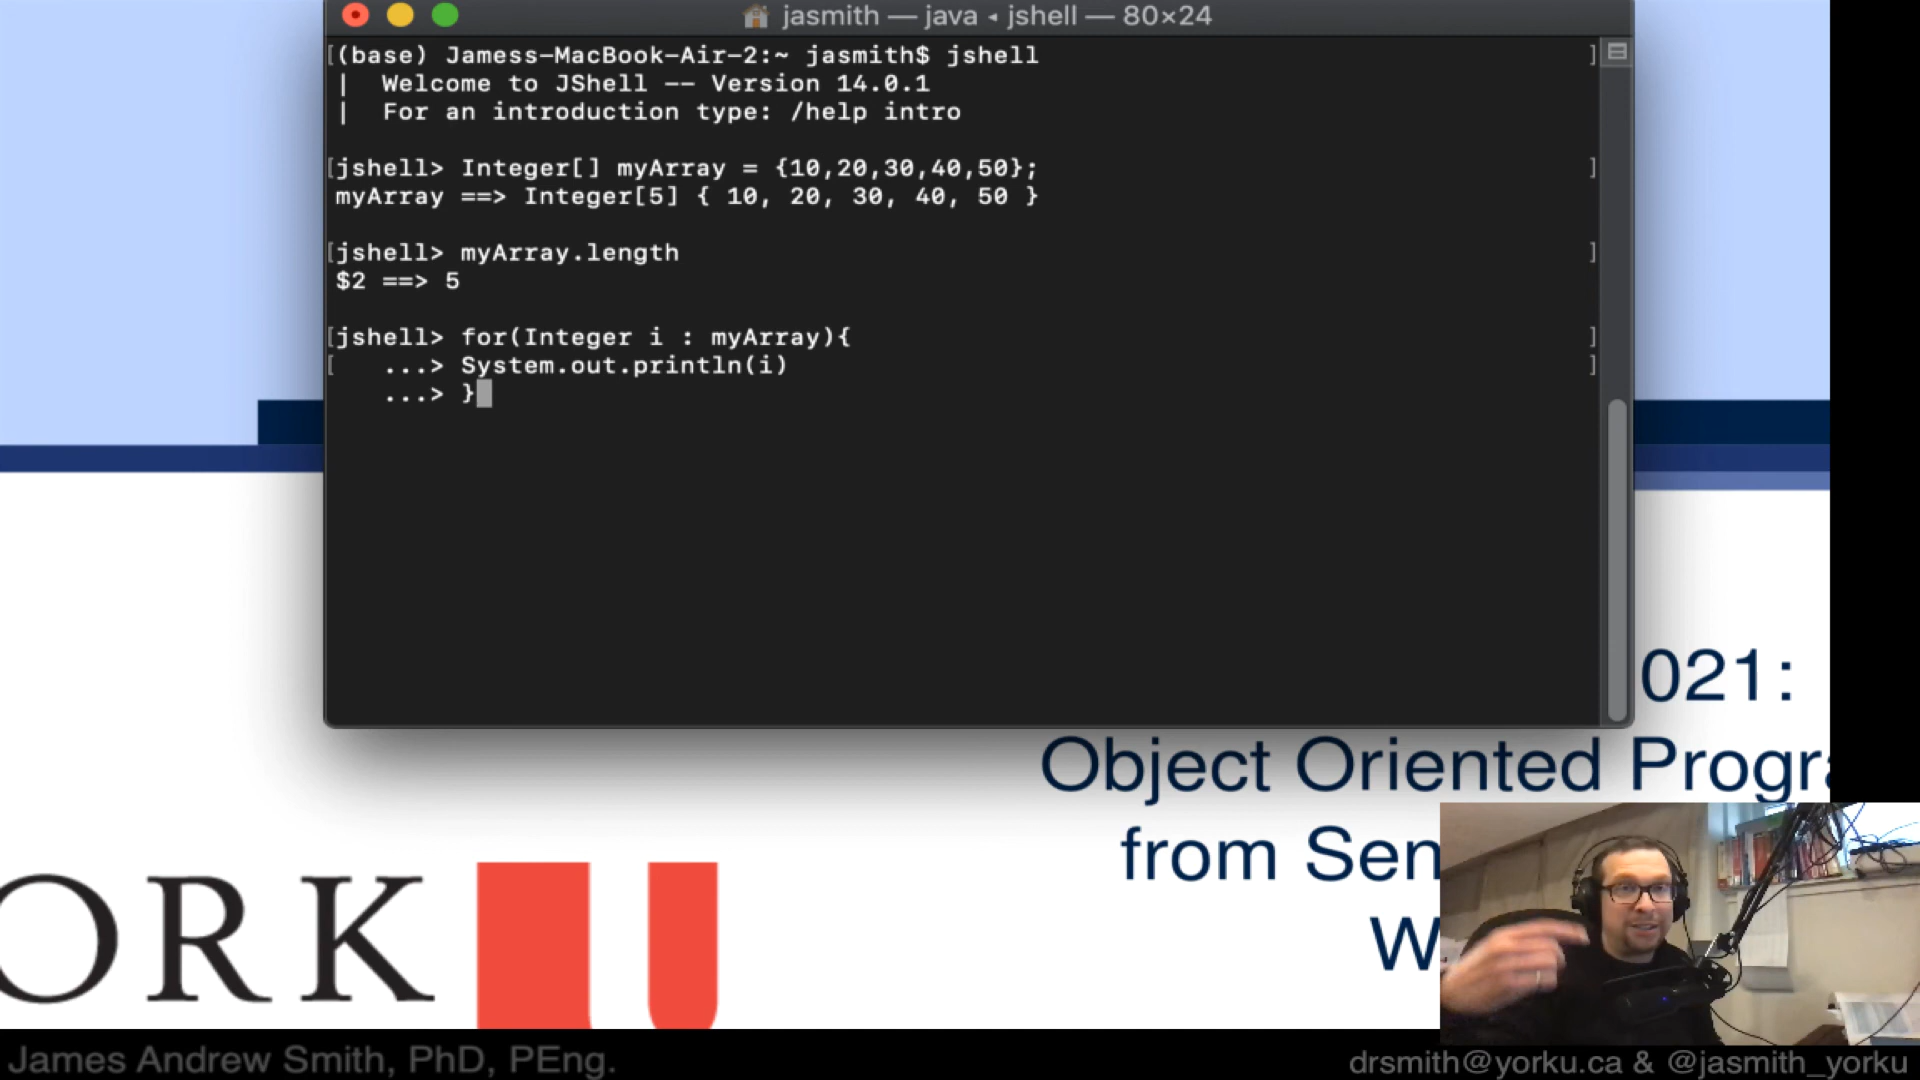 jasmith — java ◂ jshell — 80×24
(base) Jamess-MacBook-Air-2:~ jasmith$ jshell
|  Welcome to JShell -- Version 14.0.1
|  For an introduction type: /help intro
jshell> Integer[] myArray = {10,20,30,40,50};
myArray ==> Integer[5] { 10, 20, 30, 40, 50 }
jshell> myArray.length
$2 ==> 5
jshell> for(Integer i : myArray){
...> System.out.println(i)
...> }
021:
Object Oriented Progra
from Sen
W
ORK U
James Andrew Smith, PhD, PEng.
drsmith@yorku.ca & @jasmith_yorku